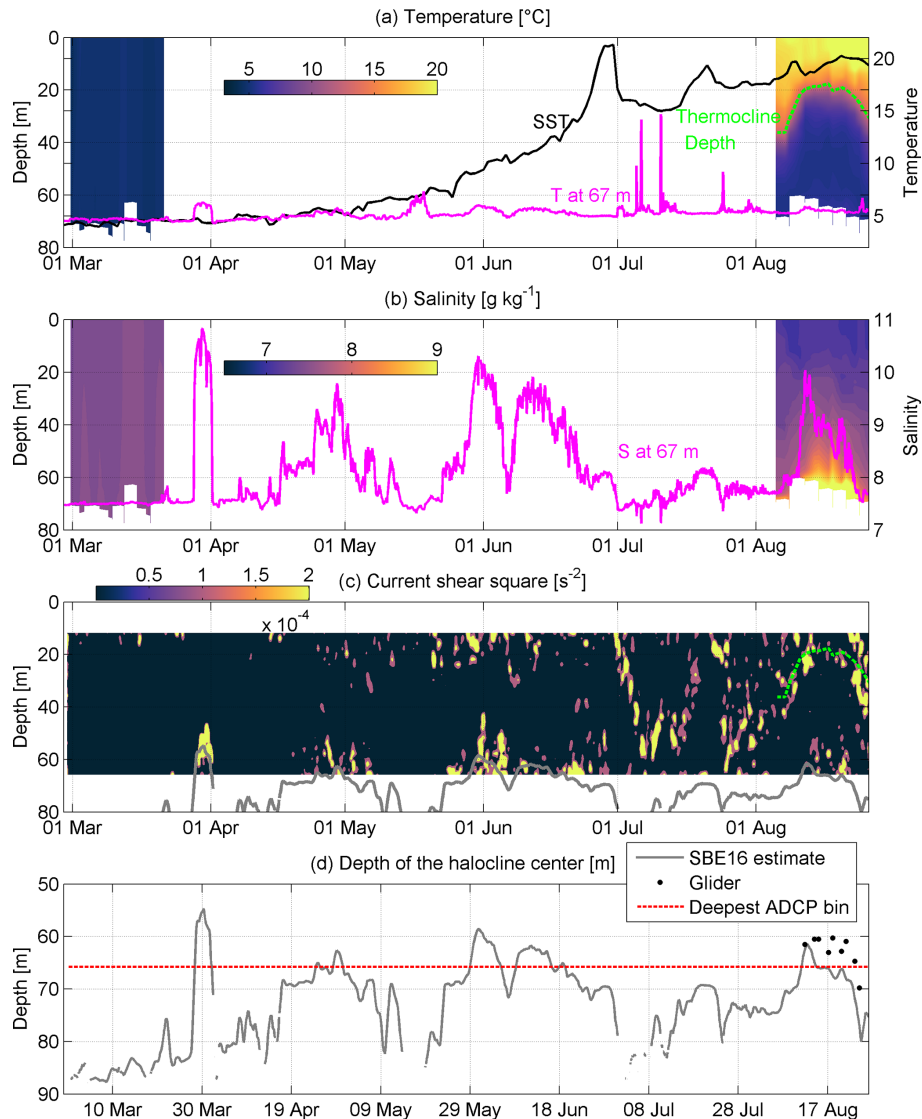 (a) Temperature [°C]
0
20
40
60
80
Depth [m]
5 10 15 20
SST
Thermocline
Depth
T at 67 m
20
15
10
5
Temperature
01 Mar 01 Apr 01 May 01 Jun 01 Jul 01 Aug
(b) Salinity [g kg⁻¹]
0
20
40
60
80
Depth [m]
7 8 9
S at 67 m
11
10
9
8
7
Salinity
01 Mar 01 Apr 01 May 01 Jun 01 Jul 01 Aug
0.5 1 1.5 2
(c) Current shear square [s⁻²]
x 10⁻⁴
0
20
40
60
80
Depth [m]
01 Mar 01 Apr 01 May 01 Jun 01 Jul 01 Aug
(d) Depth of the halocline center [m]
SBE16 estimate
Glider
Deepest ADCP bin
50
60
70
80
90
Depth [m]
10 Mar 30 Mar 19 Apr 09 May 29 May 18 Jun 08 Jul 28 Jul 17 Aug